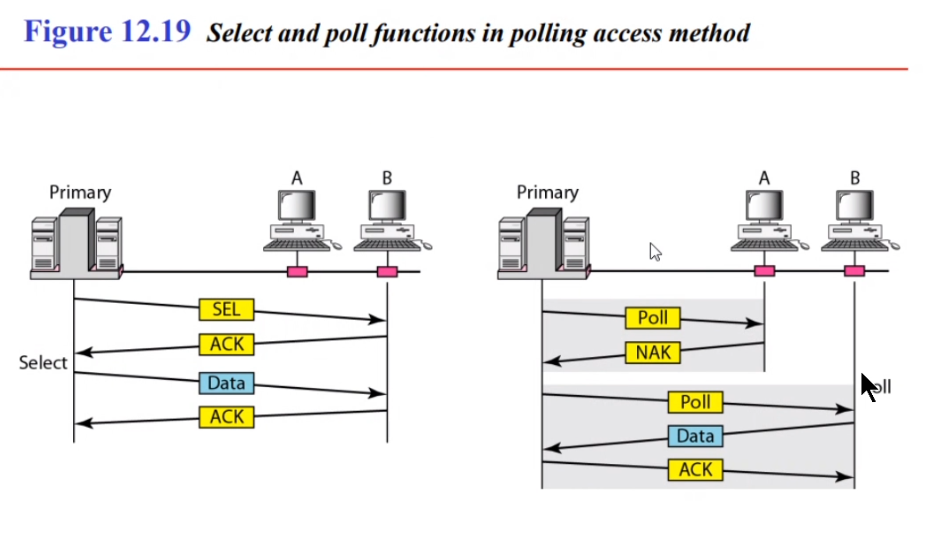 Figure 12.19 Select and poll functions in polling access method
Primary
A
B
SEL
ACK
Select
Data
ACK
Primary
A
B
Poll
NAK
Poll
Data
ACK